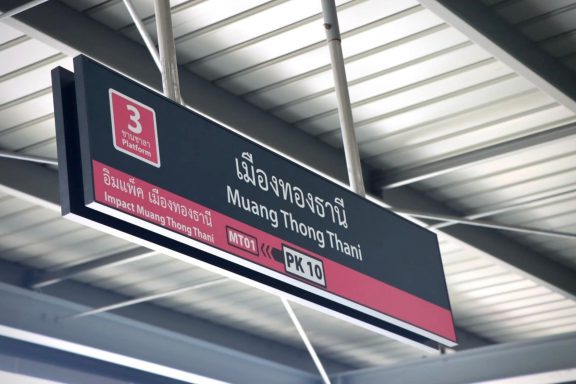 3
ชานชาลา
Platform
เมืองทองธานี
Muang Thong Thani
อิมแพ็ค เมืองทองธานี
Impact Muang Thong Thani
MT01 << PK 10